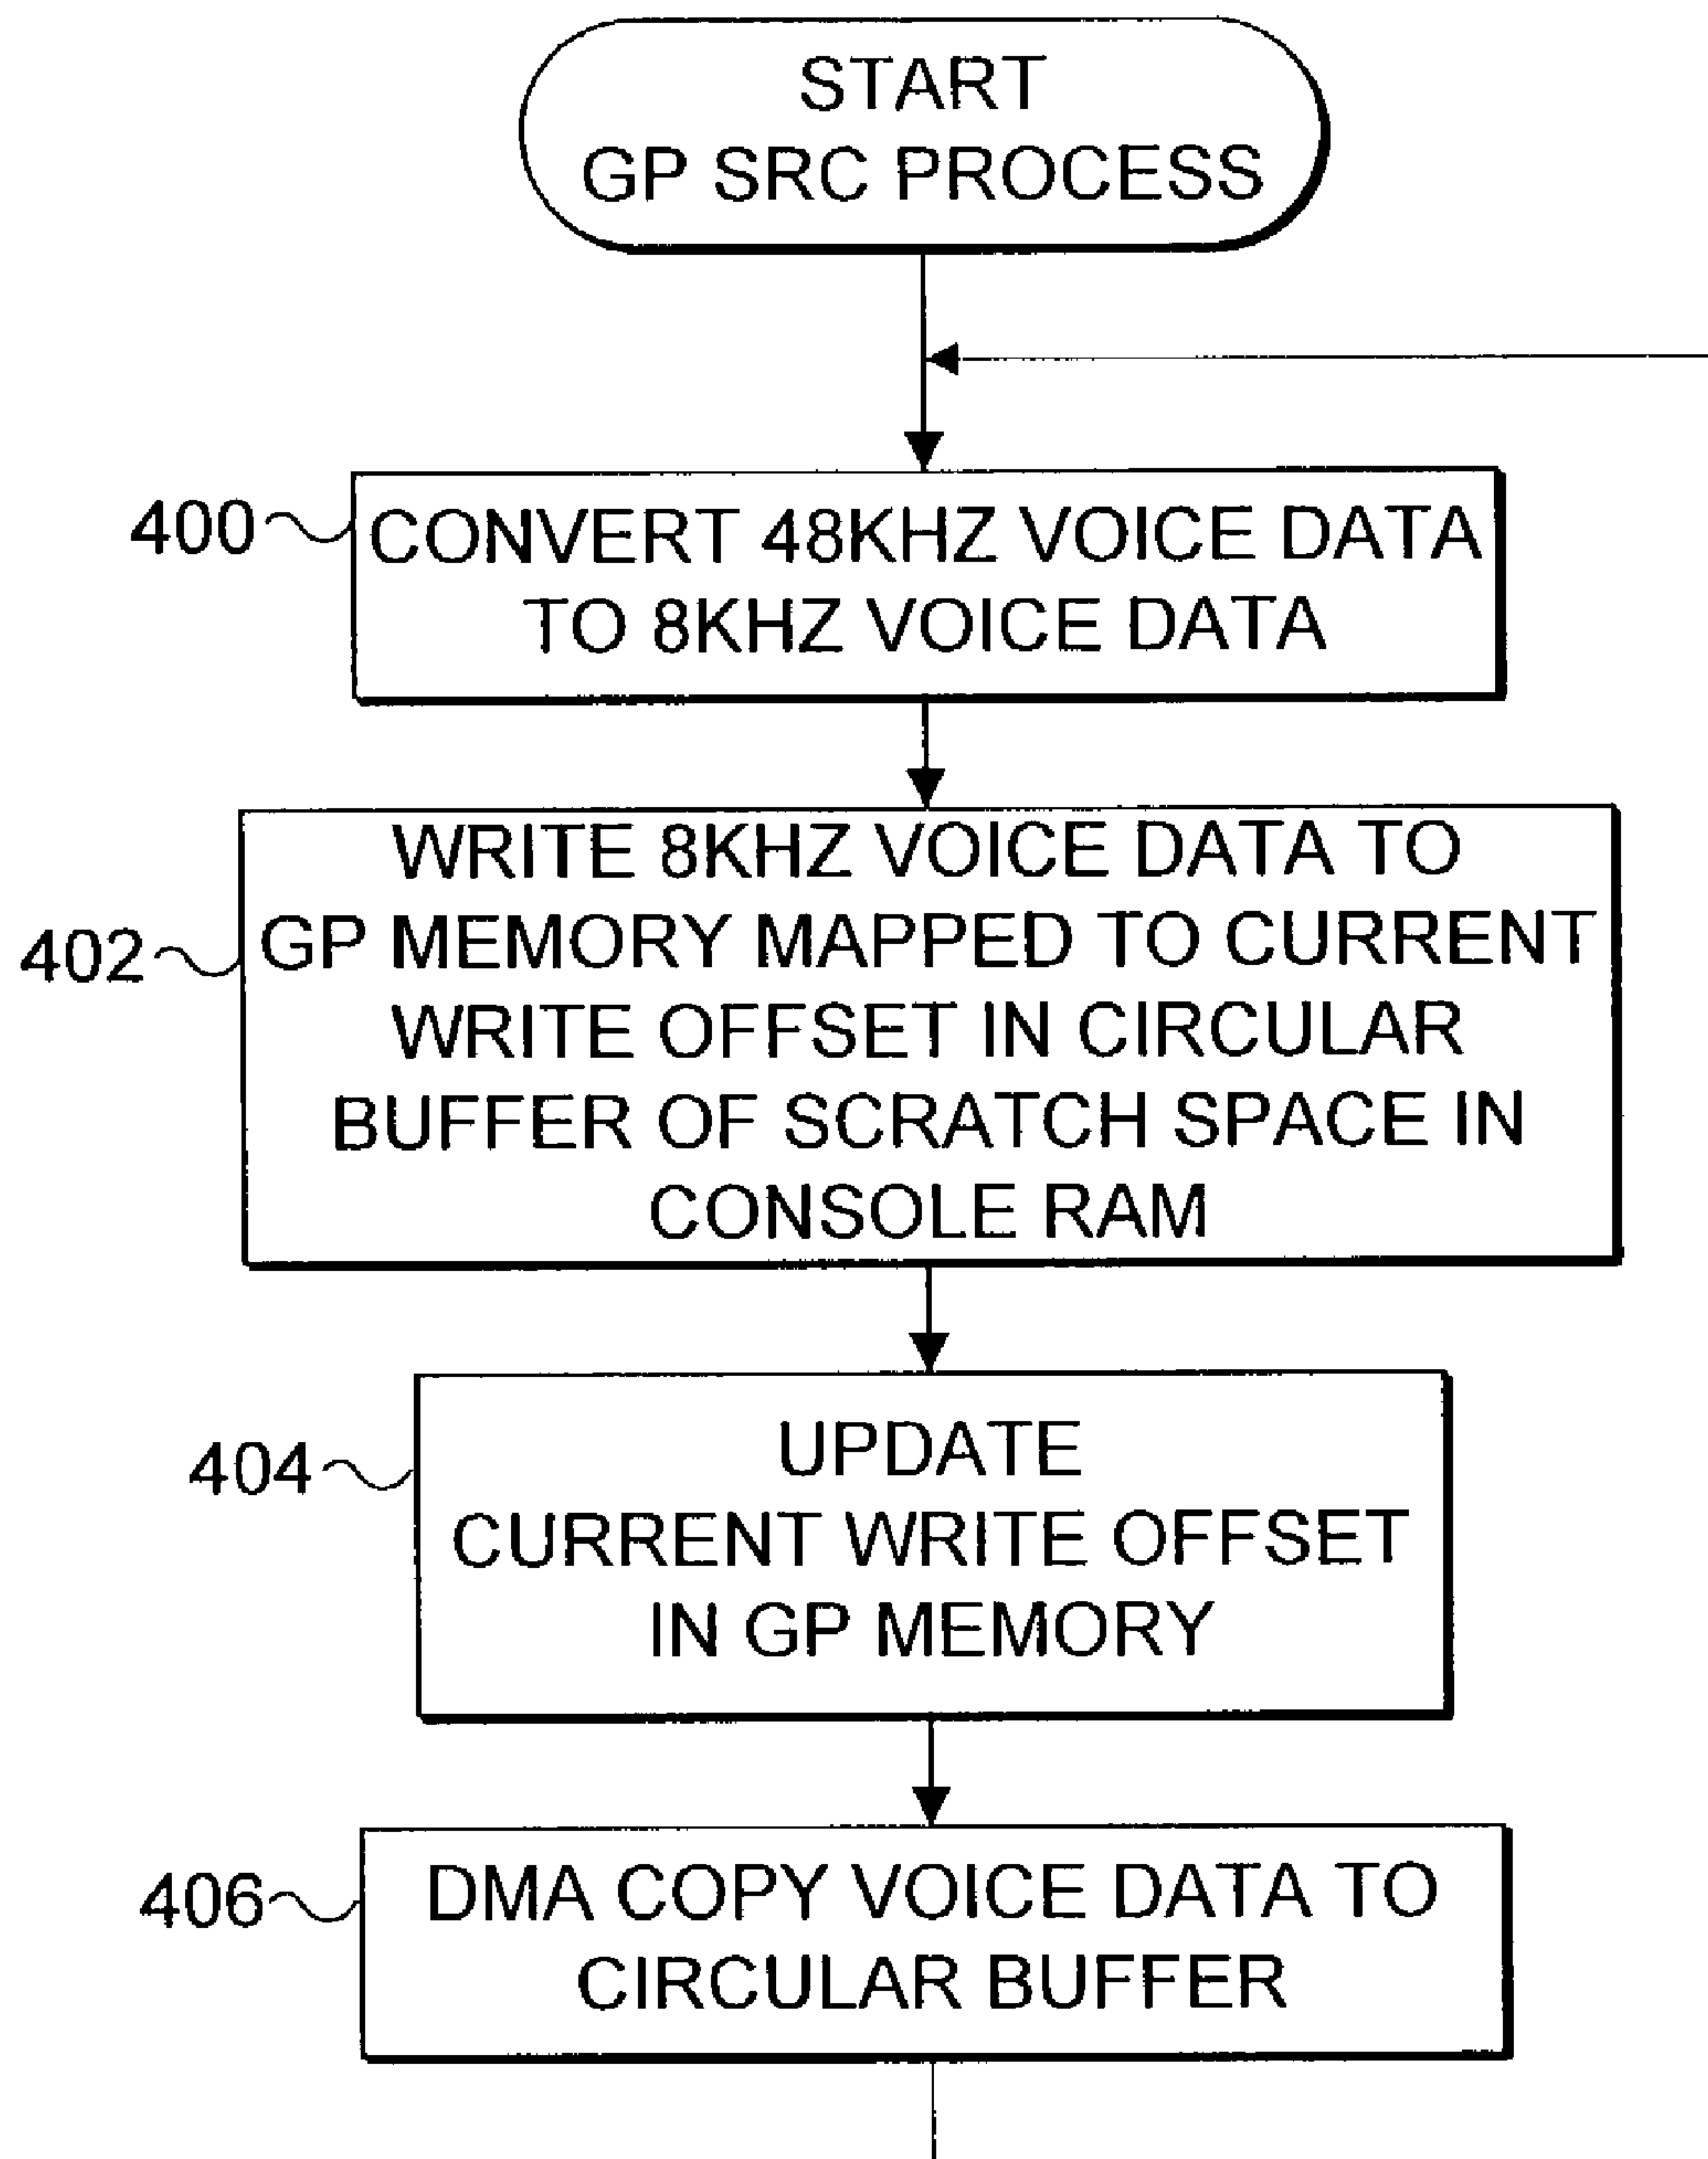 START
GP SRC PROCESS
400
CONVERT 48KHZ VOICE DATA
TO 8KHZ VOICE DATA
402
WRITE 8KHZ VOICE DATA TO
GP MEMORY MAPPED TO CURRENT
WRITE OFFSET IN CIRCULAR
BUFFER OF SCRATCH SPACE IN
CONSOLE RAM
404
UPDATE
CURRENT WRITE OFFSET
IN GP MEMORY
406
DMA COPY VOICE DATA TO
CIRCULAR BUFFER